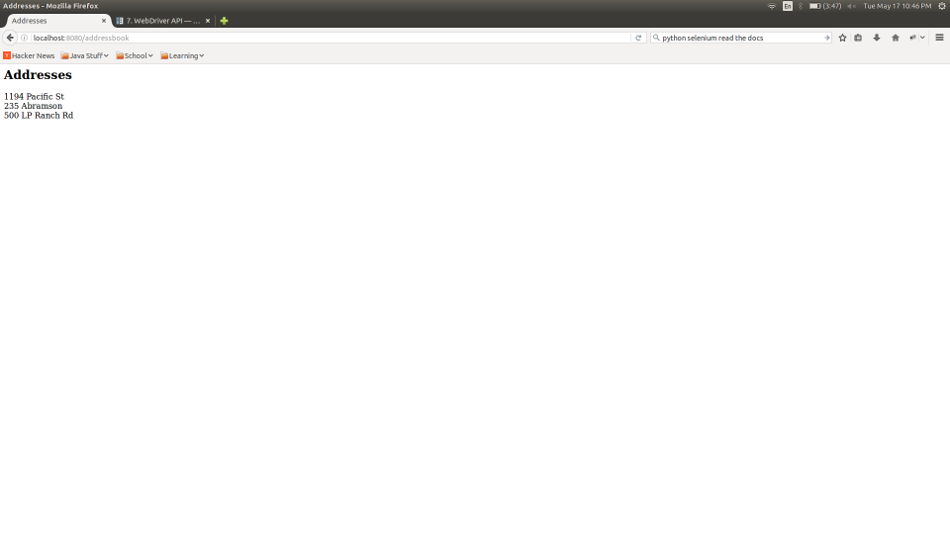 Addresses - Mozilla Firefox
En
(3:47)
Tue May 17 10:46 PM
Addresses
7. WebDriver API — ...
localhost:8080/addressbook
python selenium read the docs
Y Hacker News
Java Stuff
School
Learning
Addresses
1194 Pacific St
235 Abramson
500 LP Ranch Rd